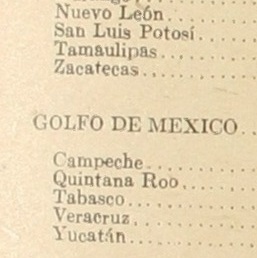 Nuevo León
San Luis Potosí
Tamaulipas
Zacatecas
GOLFO DE MEXICO
Campeche
Quintana Roo
Tabasco
Veracruz
Yucatán